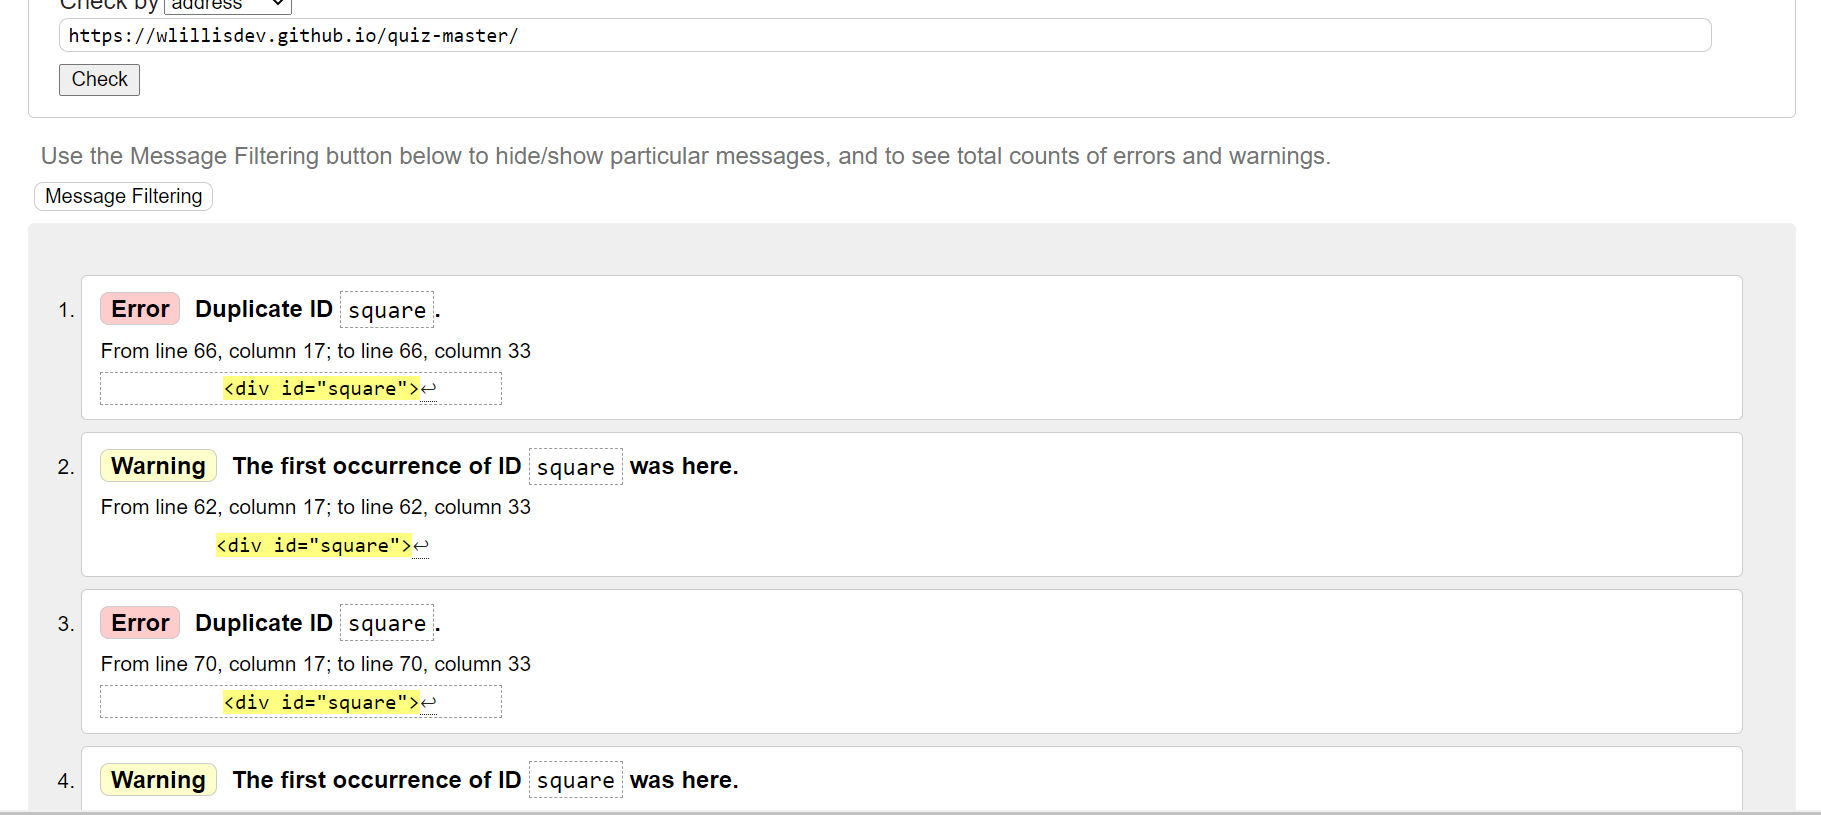 Check by address
https://wlillisdev.github.io/quiz-master/
Check
Use the Message Filtering button below to hide/show particular messages, and to see total counts of errors and warnings.
Message Filtering
1. Error Duplicate ID square.
From line 66, column 17; to line 66, column 33
<div id="square">↩
2. Warning The first occurrence of ID square was here.
From line 62, column 17; to line 62, column 33
<div id="square">↩
3. Error Duplicate ID square.
From line 70, column 17; to line 70, column 33
<div id="square">↩
4. Warning The first occurrence of ID square was here.